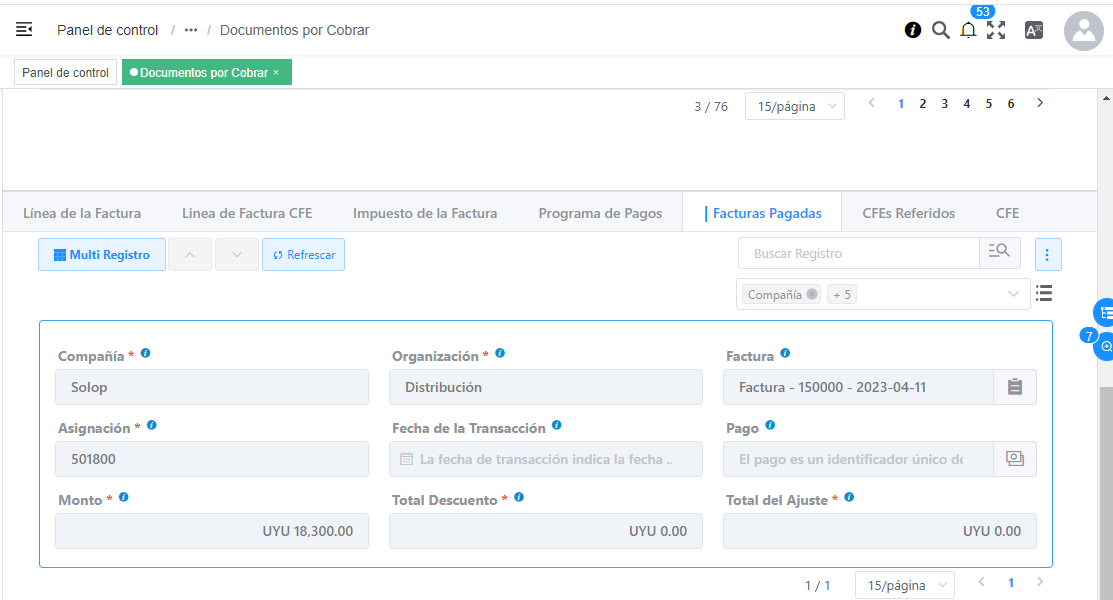 Panel de control / ••• / Documentos por Cobrar
53
Panel de control
Documentos por Cobrar ×
3 / 76 15/página 1 2 3 4 5 6
Línea de la Factura Linea de Factura CFE Impuesto de la Factura Programa de Pagos Facturas Pagadas CFEs Referidos CFE
Multi Registro Refrescar Buscar Registro
Compañía + 5
7
Compañía * Organización * Factura
Solop Distribución Factura - 150000 - 2023-04-11
Asignación * Fecha de la Transacción Pago
501800 La fecha de transacción indica la fecha .. El pago es un identificador único de
Monto * Total Descuento * Total del Ajuste *
UYU 18,300.00 UYU 0.00 UYU 0.00
1 / 1 15/página 1